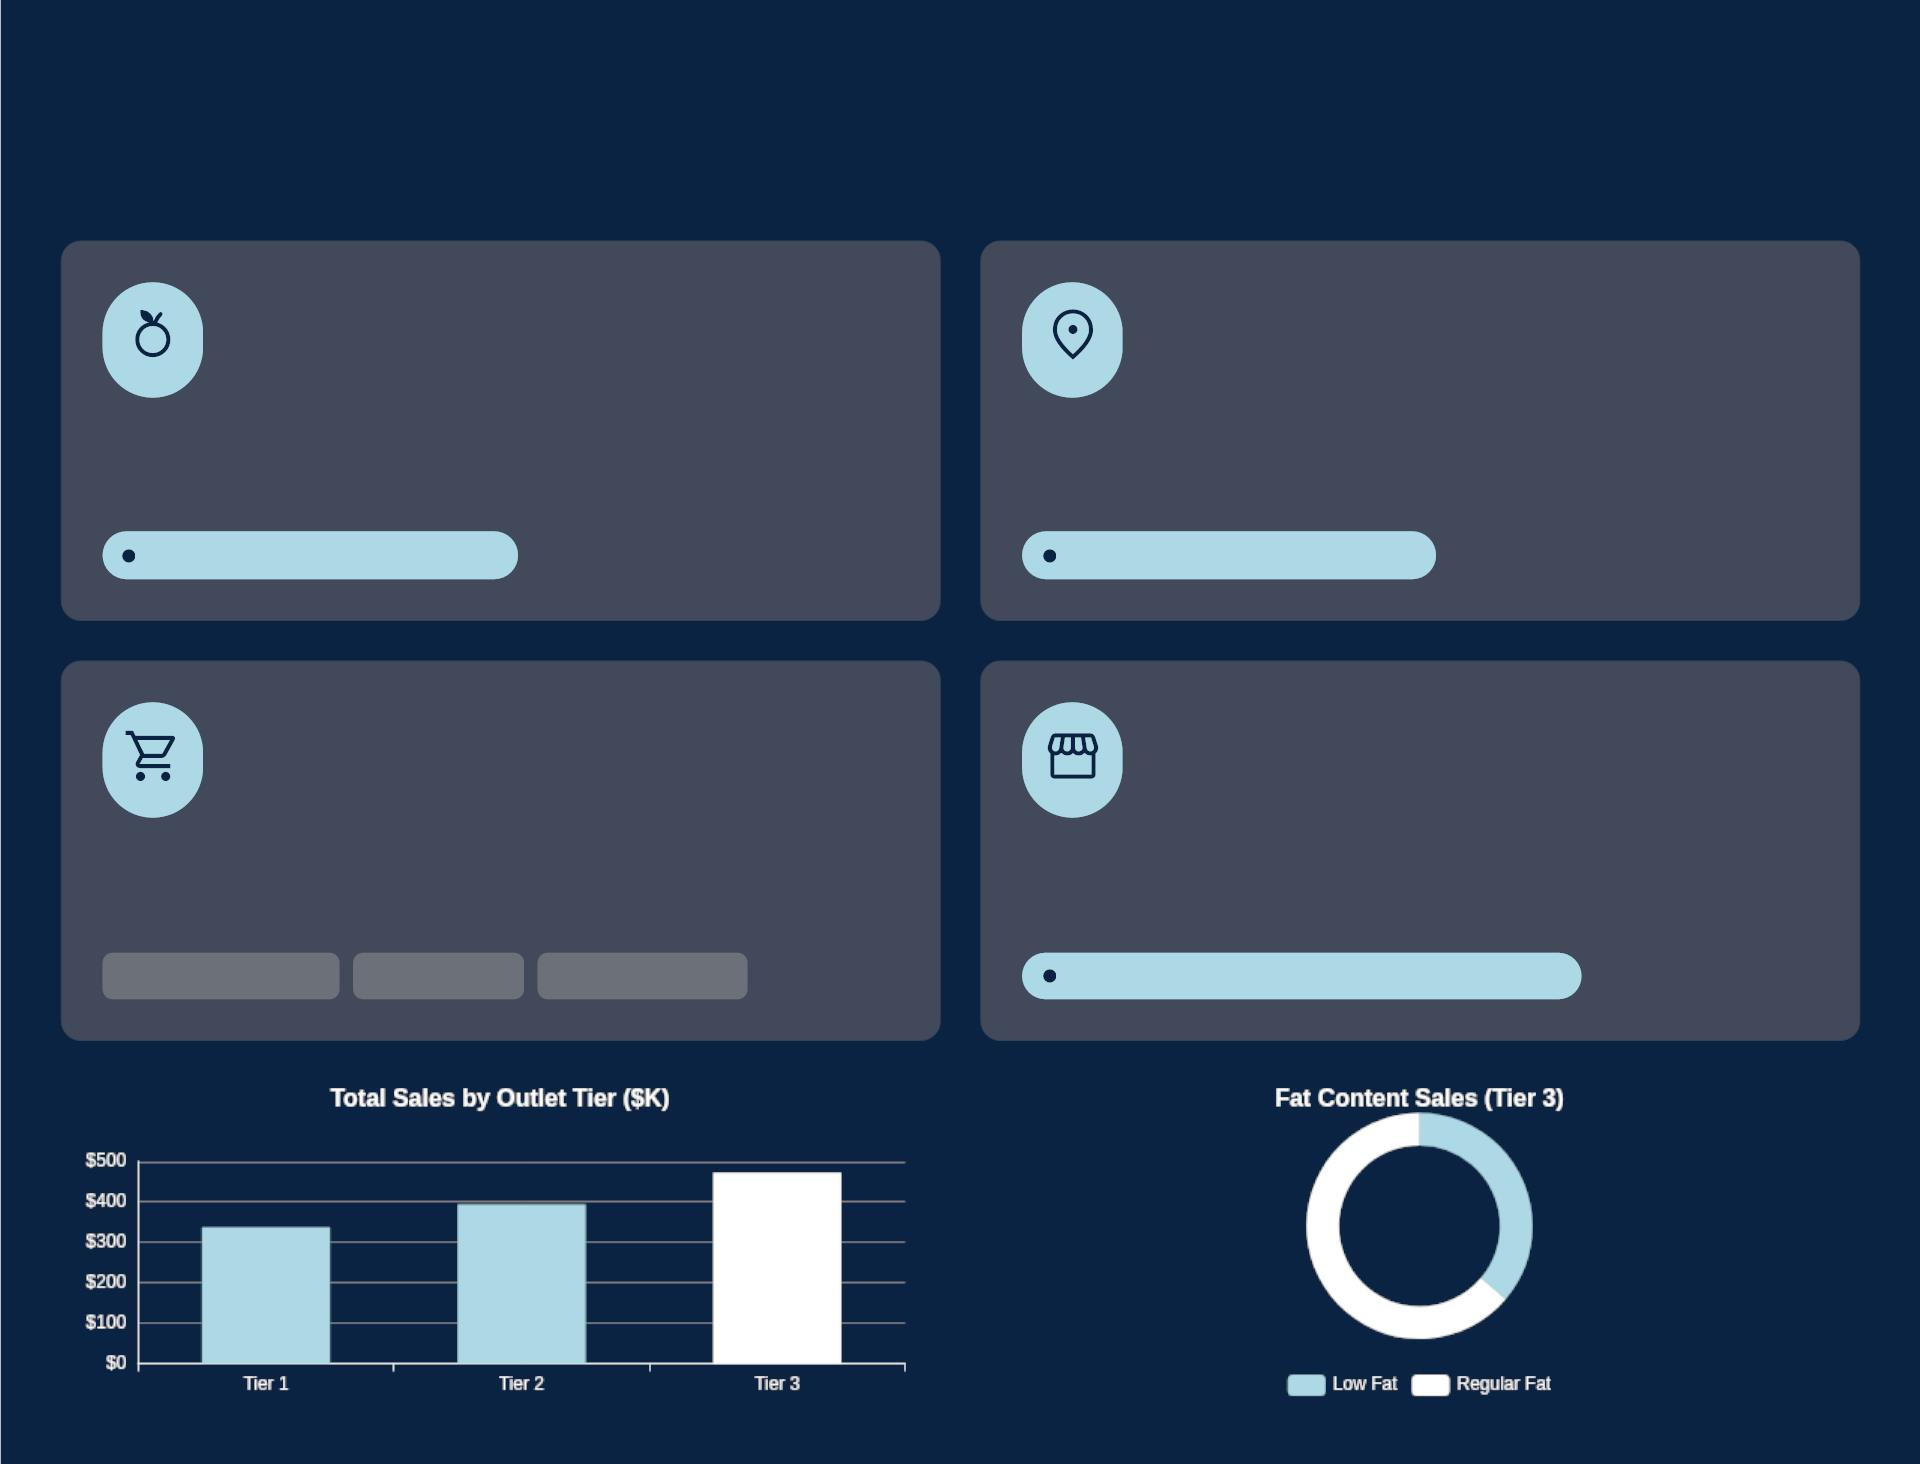 Total Sales by Outlet Tier ($K)
$500
$400
$300
$200
$100
$0
Tier 1 Tier 2 Tier 3
Fat Content Sales (Tier 3)
Low Fat Regular Fat